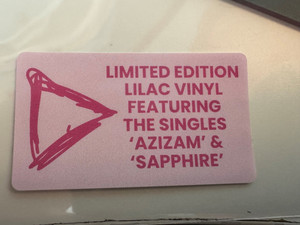 LIMITED EDITION
LILAC VINYL
FEATURING
THE SINGLES
‘AZIZAM’ &
‘SAPPHIRE’